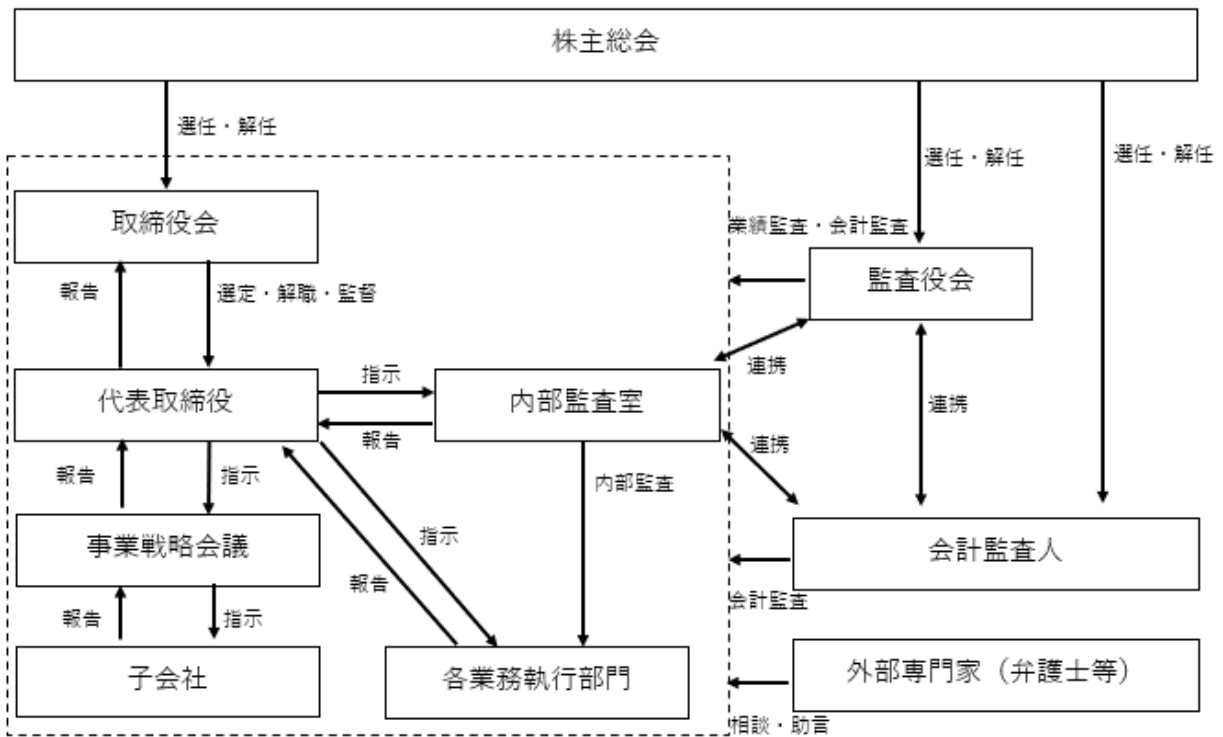 株主総会
選任・解任
選任・解任
選任・解任
取締役会
業績監査・会計監査
監査役会
報告
選定・解職・監督
連携
指示
代表取締役
内部監査室
連携
報告
連携
報告
指示
内部監査
事業戦略会議
指示
会計監査人
報告
会計監査
報告
指示
子会社
各業務執行部門
外部専門家（弁護士等）
相談・助言